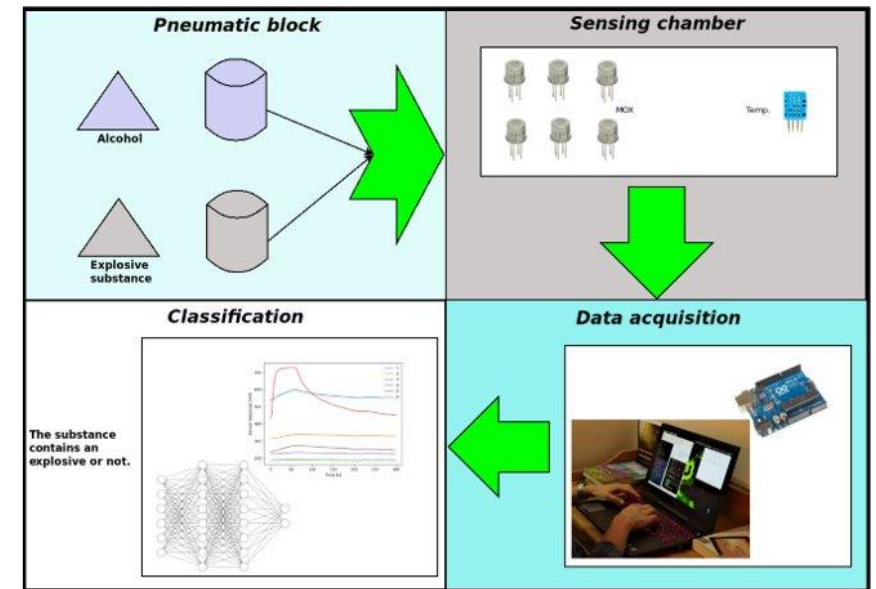 Pneumatic block
Alcohol
Explosive
substance
Sensing chamber
MOX
Temp.
Classification
The substance
contains an
explosive or not.
Time [s]
Data acquisition